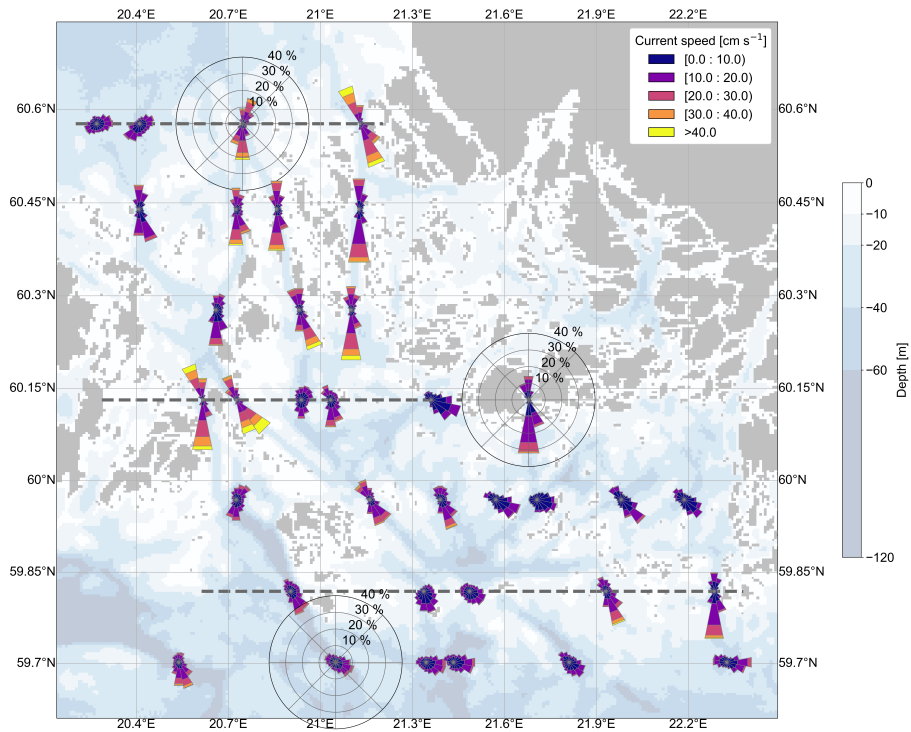 20.4°E 20.7°E 21°E 21.3°E 21.6°E 21.9°E 22.2°E
Current speed [cm s⁻¹]
[0.0 : 10.0)
[10.0 : 20.0)
[20.0 : 30.0)
[30.0 : 40.0)
>40.0
40 %
30 %
20 %
10 %
60.6°N 60.6°N
60.45°N 60.45°N
60.3°N 60.3°N
40 %
30 %
20 %
10 %
60.15°N 60.15°N
60°N 60°N
59.85°N 59.85°N
40 %
30 %
20 %
10 %
59.7°N 59.7°N
20.4°E 20.7°E 21°E 21.3°E 21.6°E 21.9°E 22.2°E
0
−10
−20
−40
−60
−120
Depth [m]